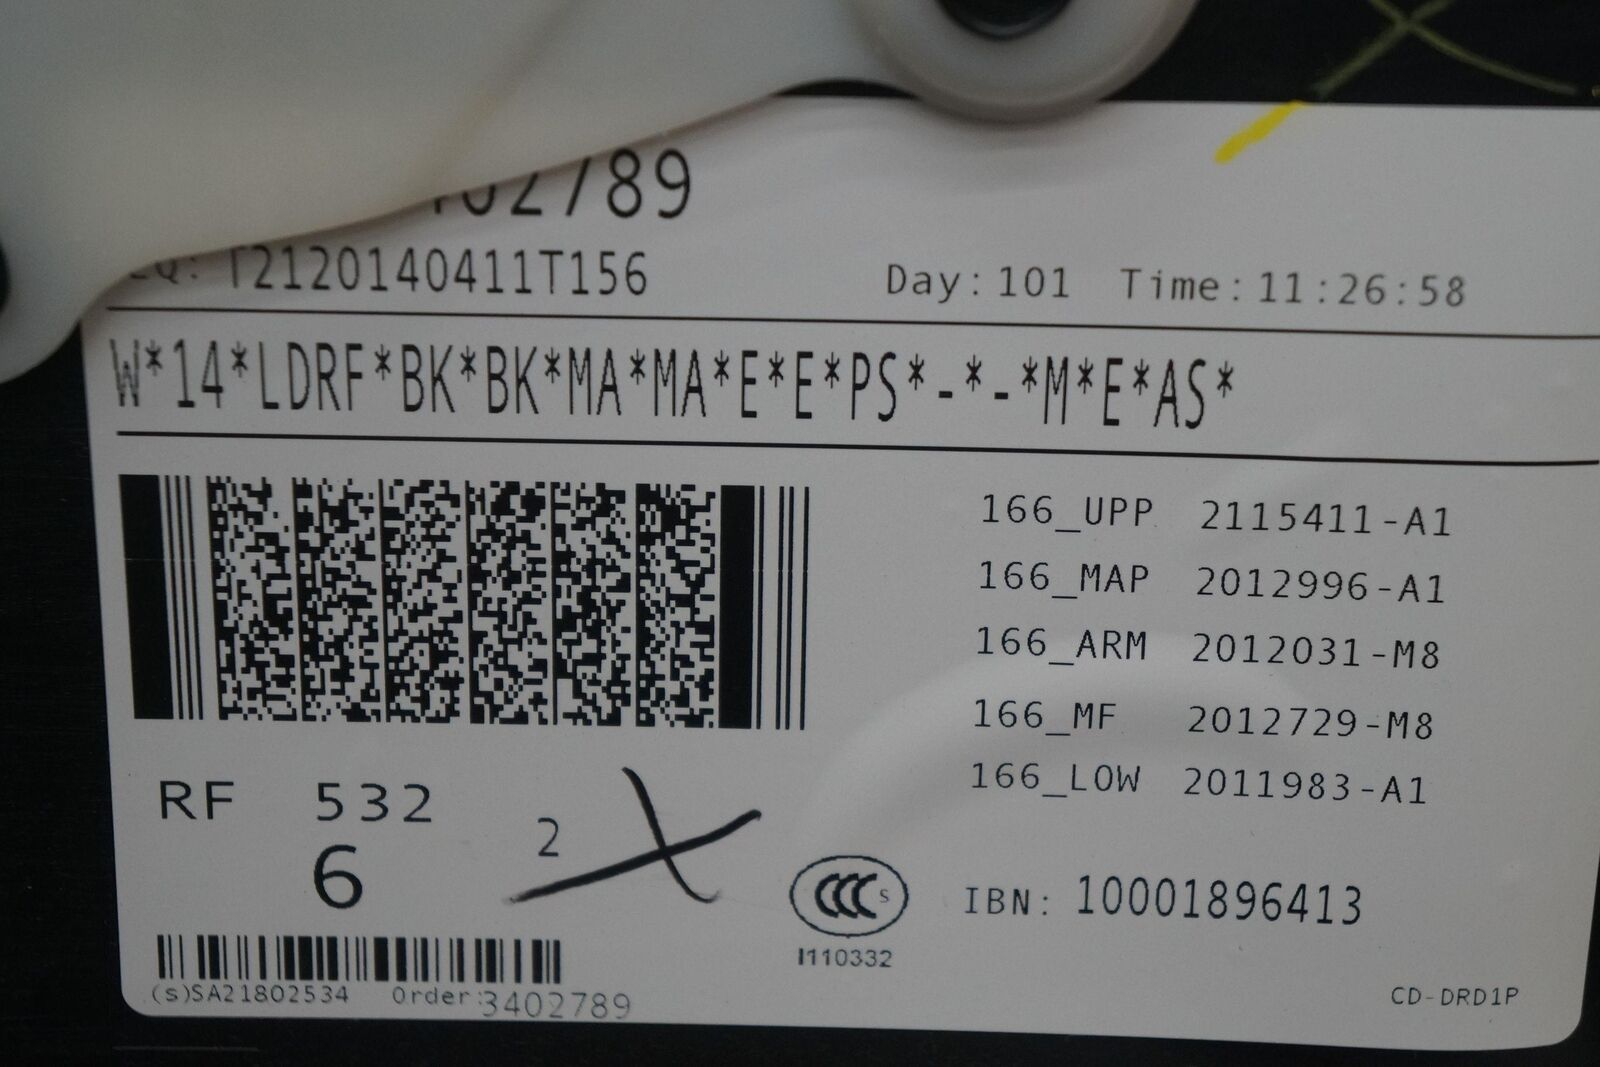 402789
T2120140411T156 Day:101 Time:11:26:58
W*14*LDRF*BK*BK*MA*MA*E*E*PS*-*-*M*E*AS*
166_UPP 2115411-A1
166_MAP 2012996-A1
166_ARM 2012031-M8
166_MF 2012729-M8
166_LOW 2011983-A1
RF 532
6 2
CCC S
I110332
IBN: 10001896413
(s)SA21802534 Order:3402789
CD-DRD1P